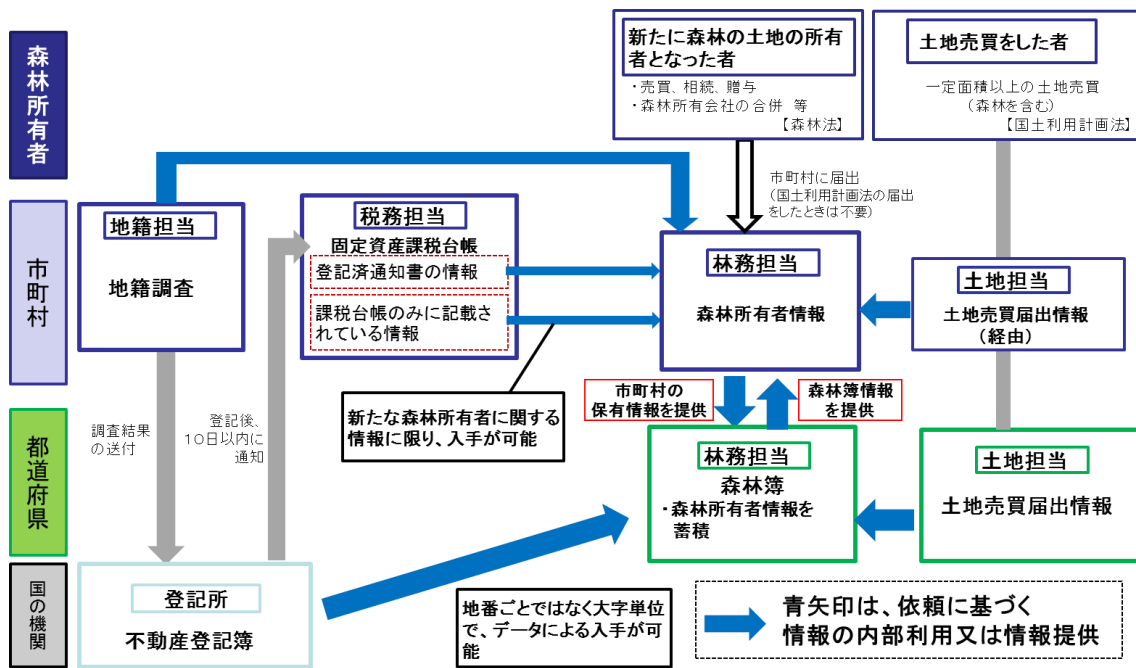 森林所有者
新たに森林の土地の所有
者となった者
・売買、相続、贈与
・森林所有会社の合併 等
【森林法】
土地売買をした者
一定面積以上の土地売買
（森林を含む）
【国土利用計画法】
市町村に届出
（国土利用計画法の届出
をしたときは不要）
市町村
地籍担当
地籍調査
税務担当
固定資産課税台帳
登記済通知書の情報
課税台帳のみに記載さ
れている情報
林務担当
森林所有者情報
土地担当
土地売買届出情報
（経由）
新たな森林所有者に関する
情報に限り、入手が可能
市町村の
保有情報を提供
森林簿情報
を提供
調査結果
の送付
登記後、
10日以内に
通知
都道府県
林務担当
森林簿
・森林所有者情報を
蓄積
土地担当
土地売買届出情報
国の機関
登記所
不動産登記簿
地番ごとではなく大字単位
で、データによる入手が可
能
青矢印は、依頼に基づく
情報の内部利用又は情報提供